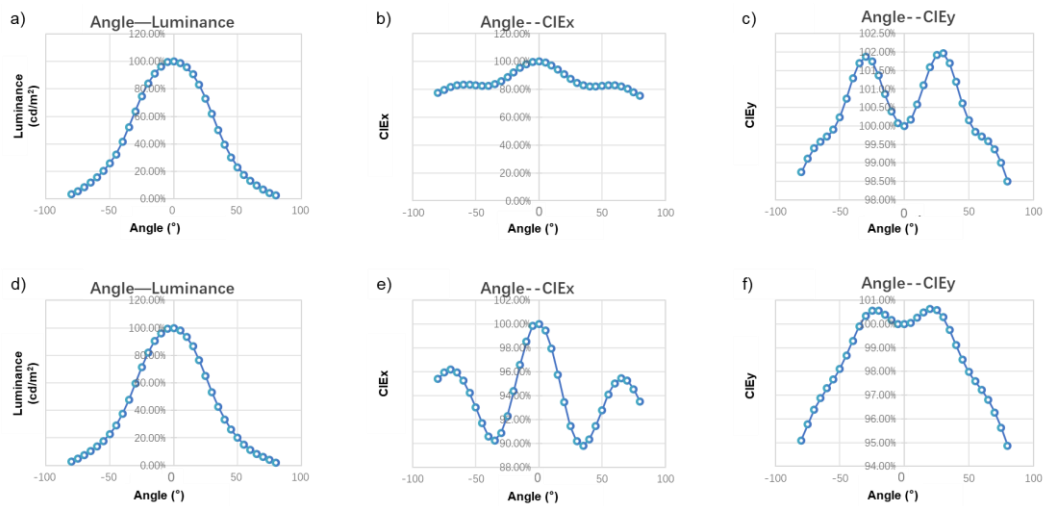 a)
Angle—Luminance
120.00%
100.00%
80.00%
60.00%
40.00%
20.00%
0.00%
Luminance
(cd/m²)
-100
-50
0
50
100
Angle (°)
b)
Angle--CIEx
120.00%
100.00%
80.00%
60.00%
40.00%
20.00%
0.00%
CIEx
-100
-50
0
50
100
Angle (°)
c)
Angle--CIEy
102.50%
102.00%
101.50%
101.00%
100.50%
100.00%
99.50%
99.00%
98.50%
98.00%
CIEy
-100
-50
0
50
100
Angle (°)
d)
Angle—Luminance
120.00%
100.00%
80.00%
60.00%
40.00%
20.00%
0.00%
Luminance
(cd/m²)
-100
-50
0
50
100
Angle (°)
e)
Angle--CIEx
102.00%
100.00%
98.00%
96.00%
94.00%
92.00%
90.00%
88.00%
CIEx
-100
-50
0
50
100
Angle (°)
f)
Angle--CIEy
101.00%
100.00%
99.00%
98.00%
97.00%
96.00%
95.00%
94.00%
CIEy
-100
-50
0
50
100
Angle (°)